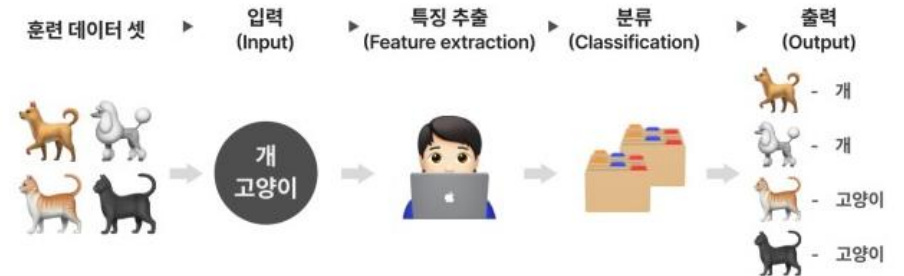 훈련 데이터 셋
입력
(Input)
특징 추출
(Feature extraction)
분류
(Classification)
출력
(Output)
개
고양이
- 개
- 개
- 고양이
- 고양이